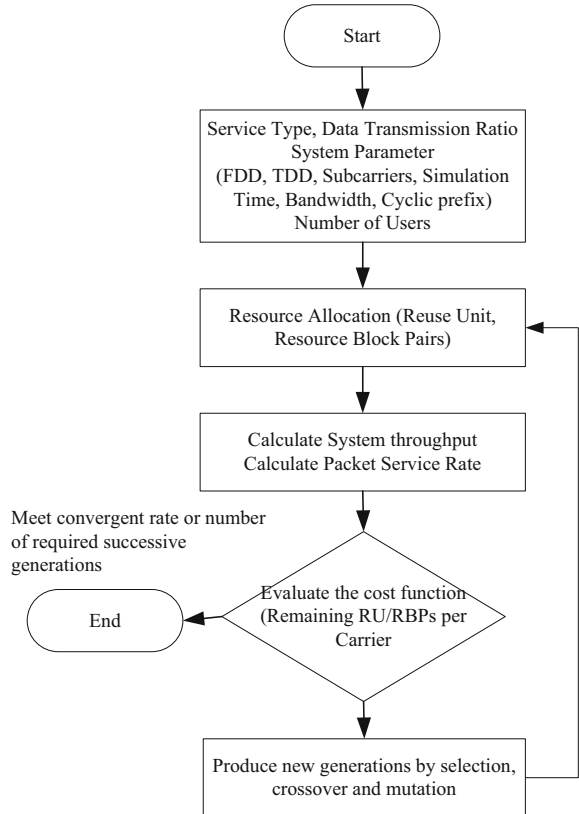 Start
Service Type, Data Transmission Ratio
System Parameter
(FDD, TDD, Subcarriers, Simulation
Time, Bandwidth, Cyclic prefix)
Number of Users
Resource Allocation (Reuse Unit,
Resource Block Pairs)
Calculate System throughput
Calculate Packet Service Rate
Meet convergent rate or number
of required successive
generations
Evaluate the cost function
(Remaining RU/RBPs per
Carrier
End
Produce new generations by selection,
crossover and mutation